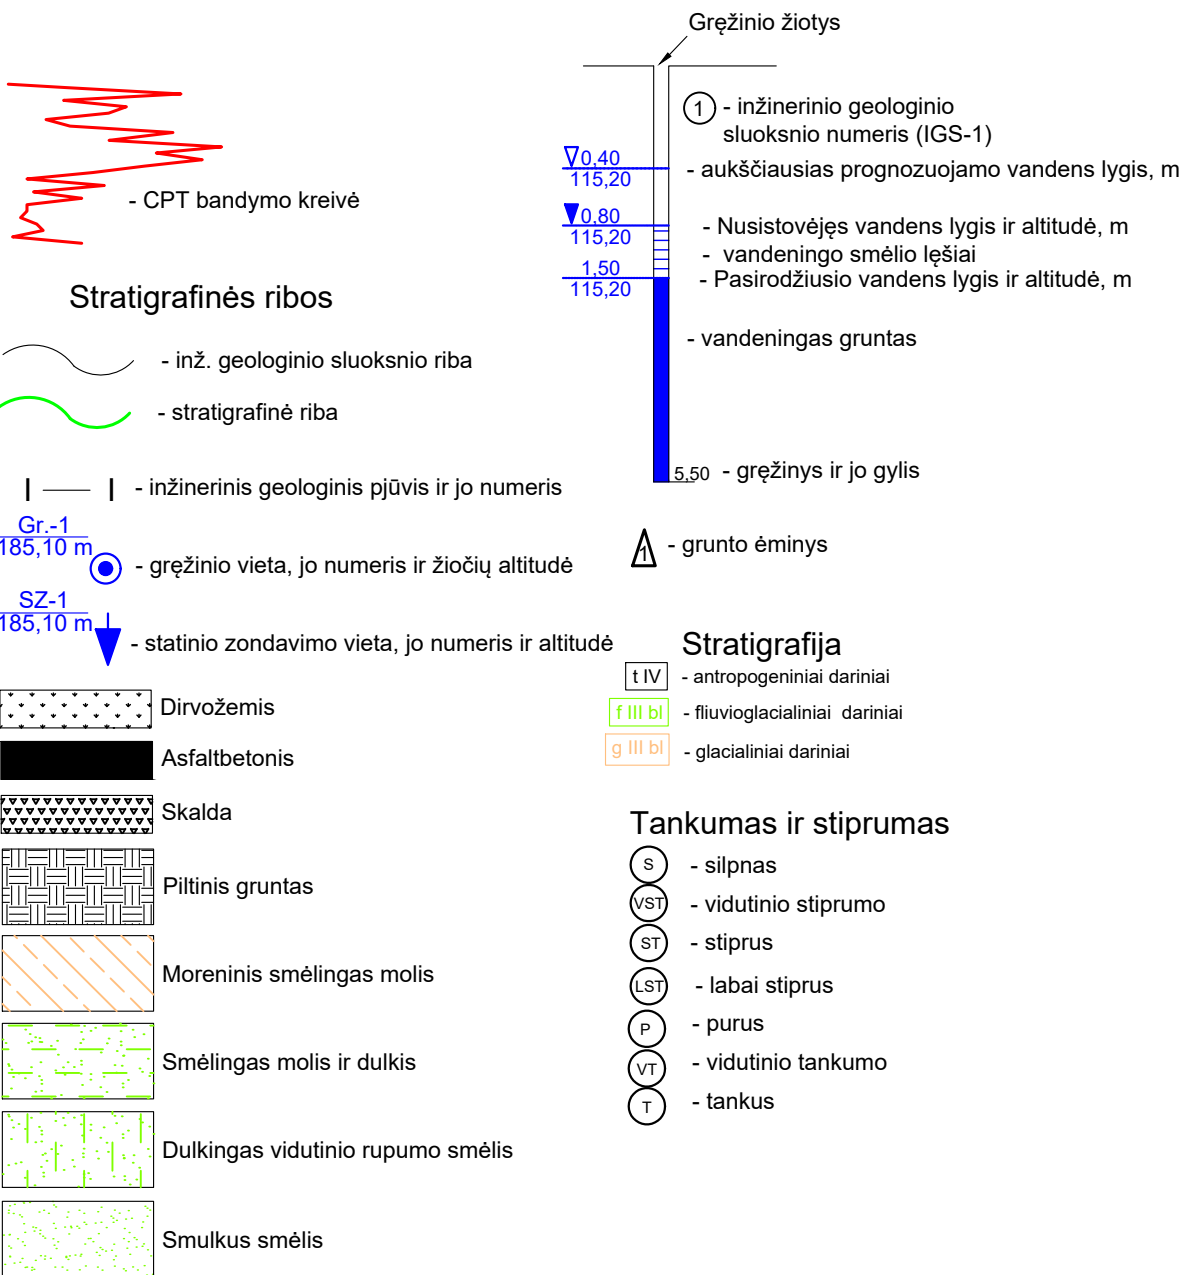 Gręžinio žiotys
1
- inžinerinio geologinio
sluoksnio numeris (IGS-1)
0,40
115,20
- aukščiausias prognozuojamo vandens lygis, m
0,80
115,20
- Nusistovėjęs vandens lygis ir altitudė, m
- vandeningo smėlio lęšiai
1,50
115,20
- Pasirodžiusio vandens lygis ir altitudė, m
- vandeningas gruntas
5,50
- gręžinys ir jo gylis
1
- grunto ėminys
- CPT bandymo kreivė
Stratigrafinės ribos
- inž. geologinio sluoksnio riba
- stratigrafinė riba
I
I
- inžinerinis geologinis pjūvis ir jo numeris
Gr.-1
185,10 m
- gręžinio vieta, jo numeris ir žiočių altitudė
SZ-1
185,10 m
- statinio zondavimo vieta, jo numeris ir altitudė
Dirvožemis
Asfaltbetonis
Skalda
Piltinis gruntas
Moreninis smėlingas molis
Smėlingas molis ir dulkis
Dulkingas vidutinio rupumo smėlis
Smulkus smėlis
Stratigrafija
t IV
- antropogeniniai dariniai
f III bl
- fliuvioglacialiniai dariniai
g III bl
- glacialiniai dariniai
Tankumas ir stiprumas
S
- silpnas
VST
- vidutinio stiprumo
ST
- stiprus
LST
- labai stiprus
P
- purus
VT
- vidutinio tankumo
T
- tankus